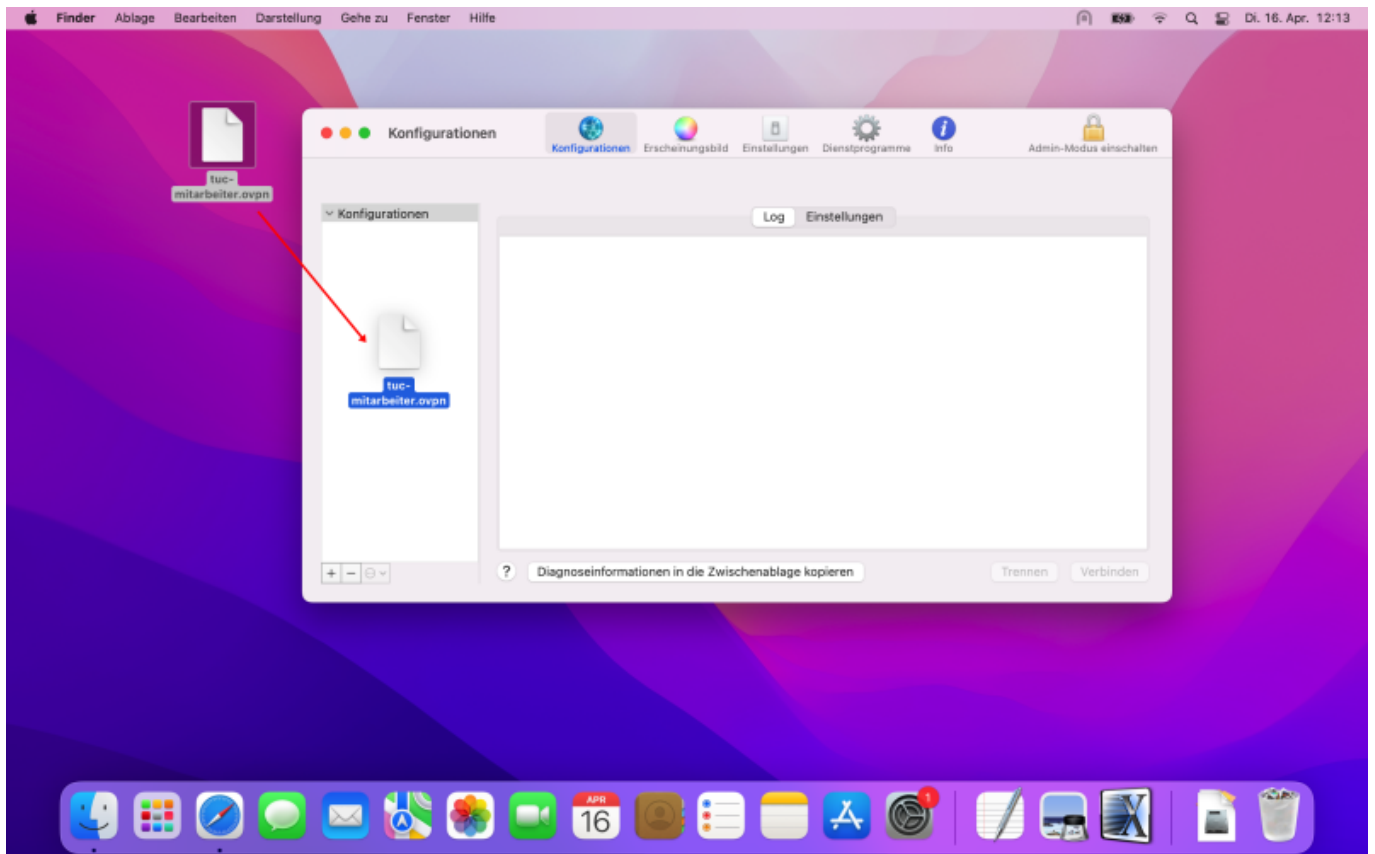 Finder Ablage Bearbeiten Darstellung Gehe zu Fenster Hilfe Di. 16. Apr. 12:13
tuc-
mitarbeiter.ovpn
Konfigurationen
Konfigurationen Erscheinungsbild Einstellungen Dienstprogramme Info Admin-Modus einschalten
Konfigurationen
Log Einstellungen
tuc-
mitarbeiter.ovpn
+ − ? Diagnoseinformationen in die Zwischenablage kopieren Trennen Verbinden
APR
16
1